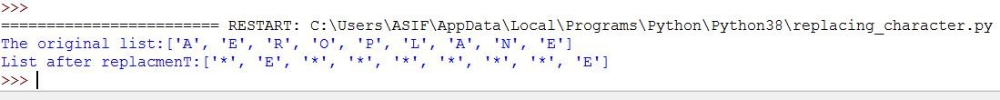 >>>
======================== RESTART: C:\Users\ASIF\AppData\Local\Programs\Python\Python38\replacing_character.py
The original list:['A', 'E', 'R', 'O', 'P', 'L', 'A', 'N', 'E']
List after replacmenT:['*', 'E', '*', '*', '*', '*', '*', '*', 'E']
>>>